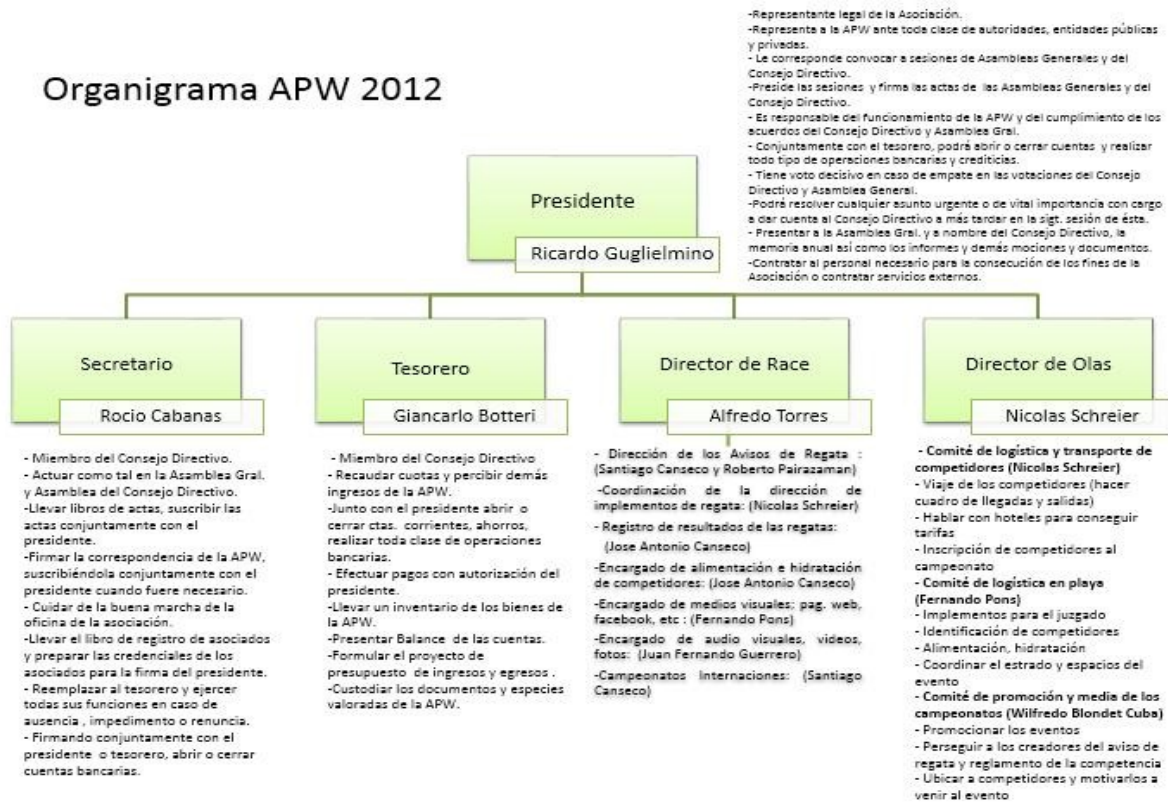 Organigrama APW 2012
-Representante legal de la Asociación.
-Representa a la APW ante toda clase de autoridades, entidades públicas
y privadas.
- Le corresponde convocar a sesiones de Asambleas Generales y del
Consejo Directivo.
-Preside las sesiones y firma las actas de las Asambleas Generales y del
Consejo Directivo.
- Es responsable del funcionamiento de la APW y del cumplimiento de los
acuerdos del Consejo Directivo y Asamblea Gral.
- Conjuntamente con el tesorero, podrá abrir o cerrar cuentas y realizar
todo tipo de operaciones bancarias y crediticias.
- Tiene voto decisivo en caso de empate en las votaciones del Consejo
Directivo y Asamblea General.
-Podrá resolver cualquier asunto urgente o de vital importancia con cargo
a dar cuenta al Consejo Directivo a más tardar en la sigt. sesión de ésta.
- Presentar a la Asamblea Gral. y a nombre del Consejo Directivo, la
memoria anual así como los informes y demás mociones y documentos.
-Contratar al personal necesario para la consecución de los fines de la
Asociación o contratar servicios externos.
Presidente
Ricardo Guglielmino
Secretario
Rocio Cabanas
- Miembro del Consejo Directivo.
- Actuar como tal en la Asamblea Gral.
y Asamblea del Consejo Directivo.
-Llevar libros de actas, suscribir las
actas conjuntamente con el
presidente.
-Firmar la correspondencia de la APW,
suscribiéndola conjuntamente con el
presidente cuando fuere necesario.
- Cuidar de la buena marcha de la
oficina de la asociación.
-Llevar el libro de registro de asociados
y preparar las credenciales de los
asociados para la firma del presidente.
- Reemplazar al tesorero y ejercer
todas sus funciones en caso de
ausencia , impedimento o renuncia.
- Firmando conjuntamente con el
presidente o tesorero, abrir o cerrar
cuentas bancarias.
Tesorero
Giancarlo Botteri
- Miembro del Consejo Directivo
- Recaudar cuotas y percibir demás
ingresos de la APW.
-Junto con el presidente abrir o
cerrar ctas. corrientes, ahorros,
realizar toda clase de operaciones
bancarias.
- Efectuar pagos con autorización del
presidente.
-Llevar un inventario de los bienes de
la APW.
-Presentar Balance de las cuentas.
-Formular el proyecto de
presupuesto de ingresos y egresos .
-Custodiar los documentos y especies
valoradas de la APW.
Director de Race
Alfredo Torres
- Dirección de los Avisos de Regata :
(Santiago Canseco y Roberto Pairazaman)
-Coordinación de la dirección de
implementos de regata: (Nicolas Schreier)
- Registro de resultados de las regatas:
(Jose Antonio Canseco)
-Encargado de alimentación e hidratación
de competidores: (Jose Antonio Canseco)
-Encargado de medios visuales; pag. web,
facebook, etc : (Fernando Pons)
-Encargado de audio visuales, videos,
fotos: (Juan Fernando Guerrero)
-Campeonatos Internaciones: (Santiago
Canseco)
Director de Olas
Nicolas Schreier
- Comité de logística y transporte de
competidores (Nicolas Schreier)
- Viaje de los competidores (hacer
cuadro de llegadas y salidas)
- Hablar con hoteles para conseguir
tarifas
- Inscripción de competidores al
campeonato
- Comité de logística en playa
(Fernando Pons)
- Implementos para el juzgado
- Identificación de competidores
- Alimentación, hidratación
- Coordinar el estrado y espacios del
evento
- Comité de promoción y media de los
campeonatos (Wilfredo Blondet Cuba)
- Promocionar los eventos
- Perseguir a los creadores del aviso de
regata y reglamento de la competencia
- Ubicar a competidores y motivarlos a
venir al evento